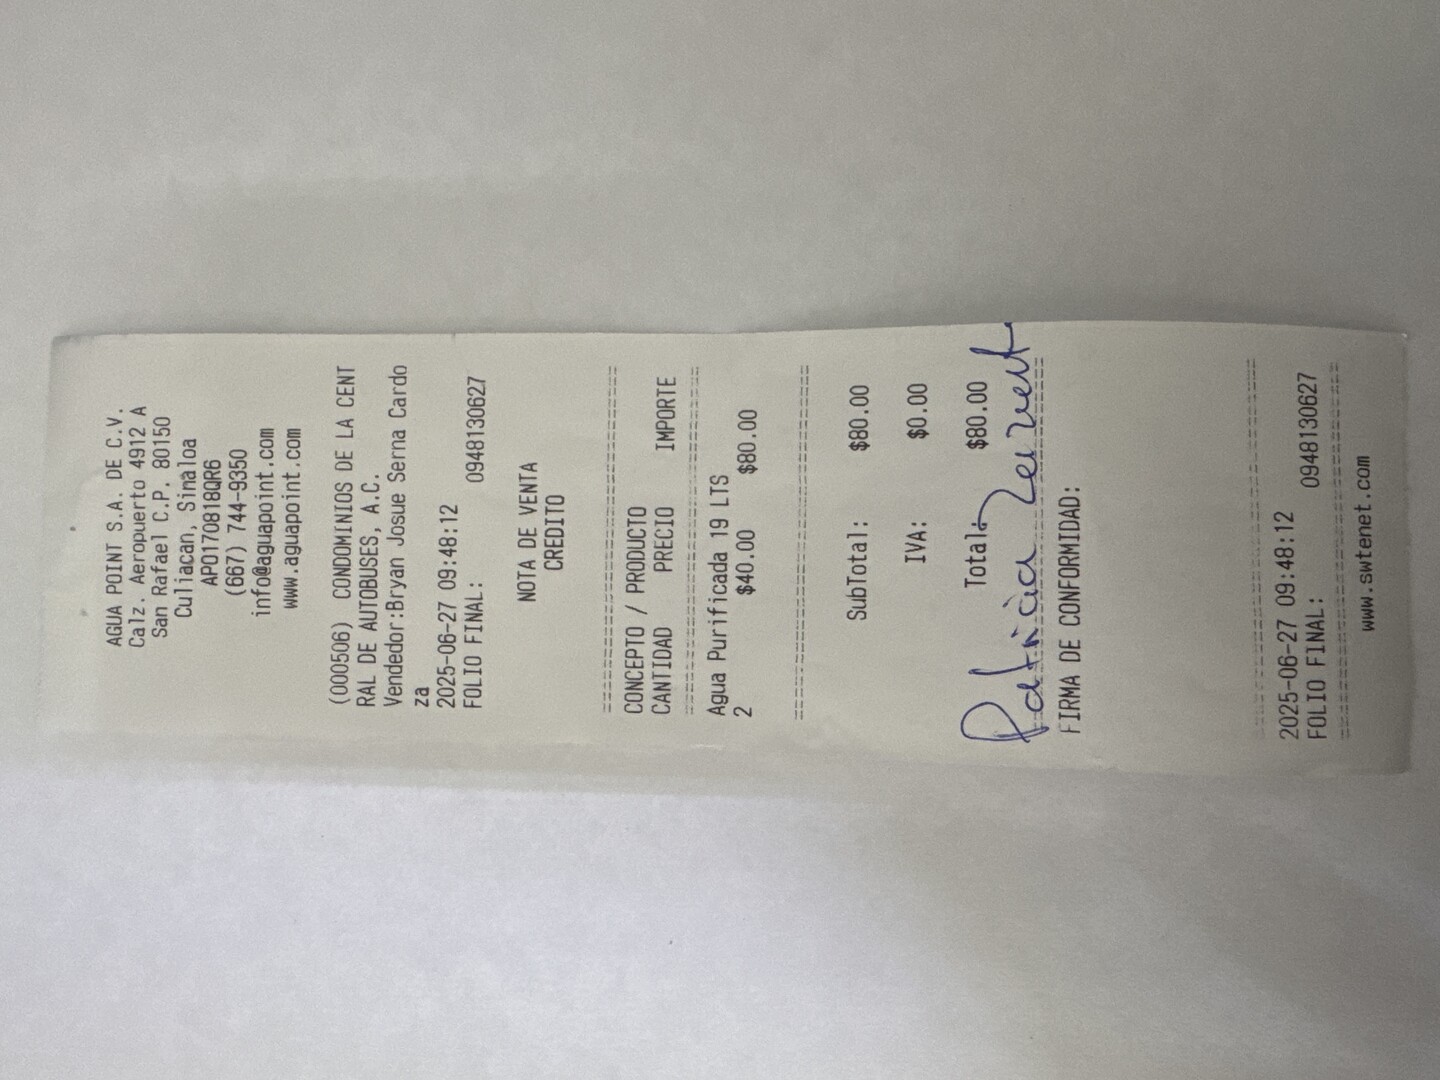 AGUA POINT S.A. DE C.V.
Calz. Aeropuerto 4912 A
San Rafael C.P. 80150
Culiacan, Sinaloa
APO170818QR6
(667) 744-9350
info@aguapoint.com
www.aguapoint.com
(000506) CONDOMINIOS DE LA CENT
RAL DE AUTOBUSES, A.C.
Vendedor:Bryan Josue Serna Cardo
za
2025-06-27 09:48:12
FOLIO FINAL: 0948130627
NOTA DE VENTA
CREDITO
CONCEPTO / PRODUCTO
CANTIDAD PRECIO IMPORTE
Agua Purificada 19 LTS
2 $40.00 $80.00
SubTotal: $80.00
IVA: $0.00
Total: $80.00
Patricia
FIRMA DE CONFORMIDAD:
2025-06-27 09:48:12
FOLIO FINAL: 0948130627
www.swtenet.com